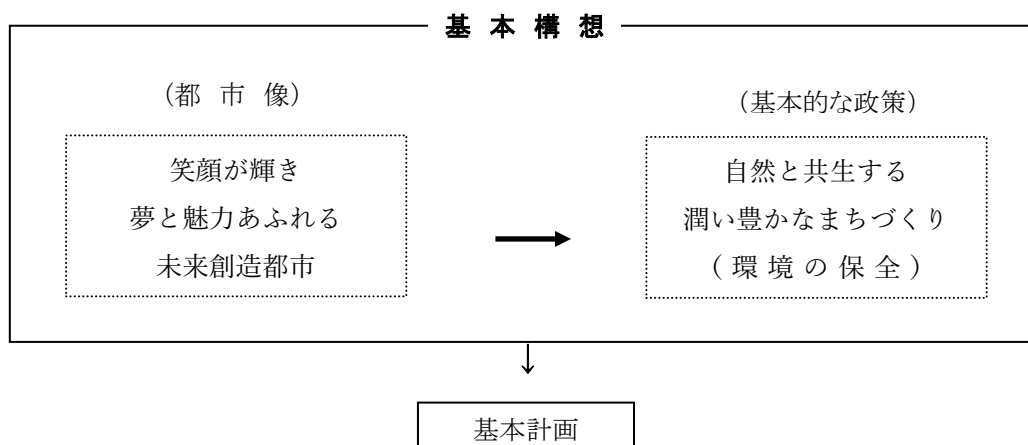 基本構想
(都市像)
笑顔が輝き
夢と魅力あふれる
未来創造都市
(基本的な政策)
自然と共生する
潤い豊かなまちづくり
(環境の保全)
基本計画